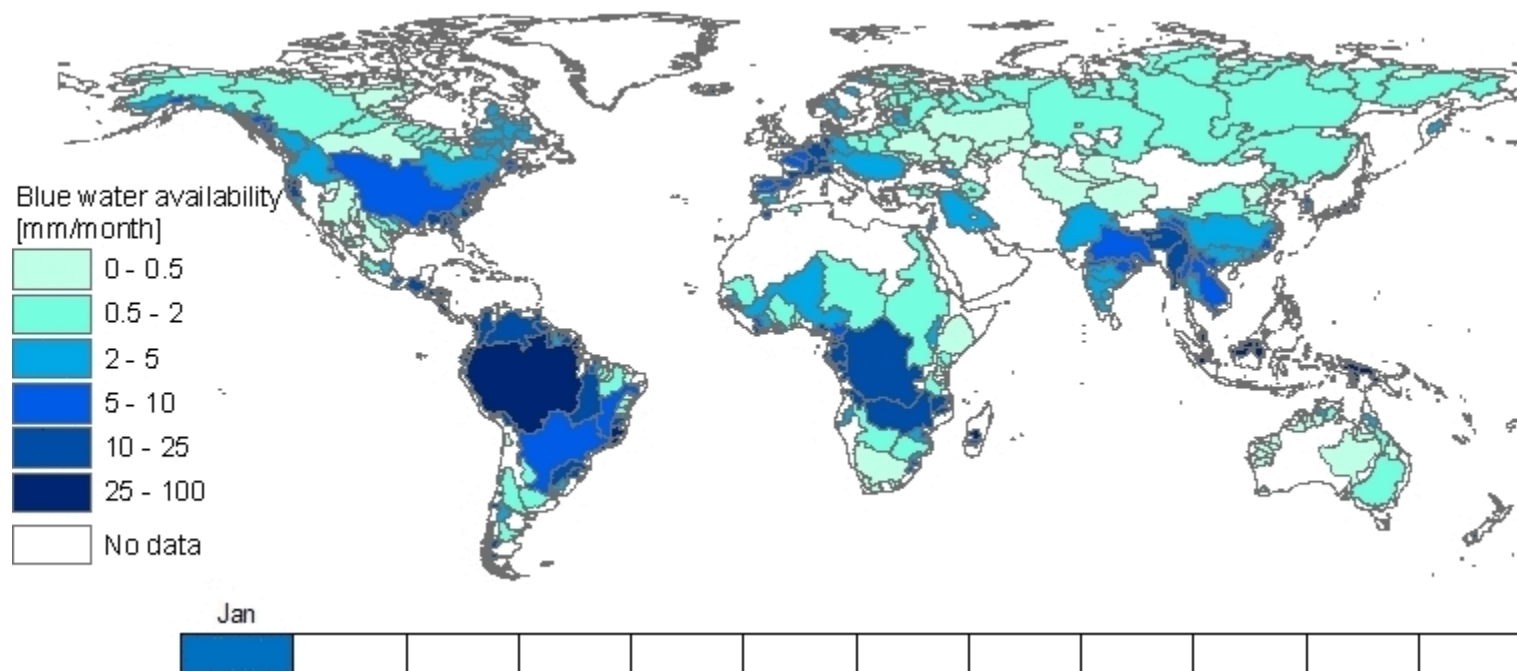 Blue water availability
[mm/month]
0 - 0.5
0.5 - 2
2 - 5
5 - 10
10 - 25
25 - 100
No data
Jan